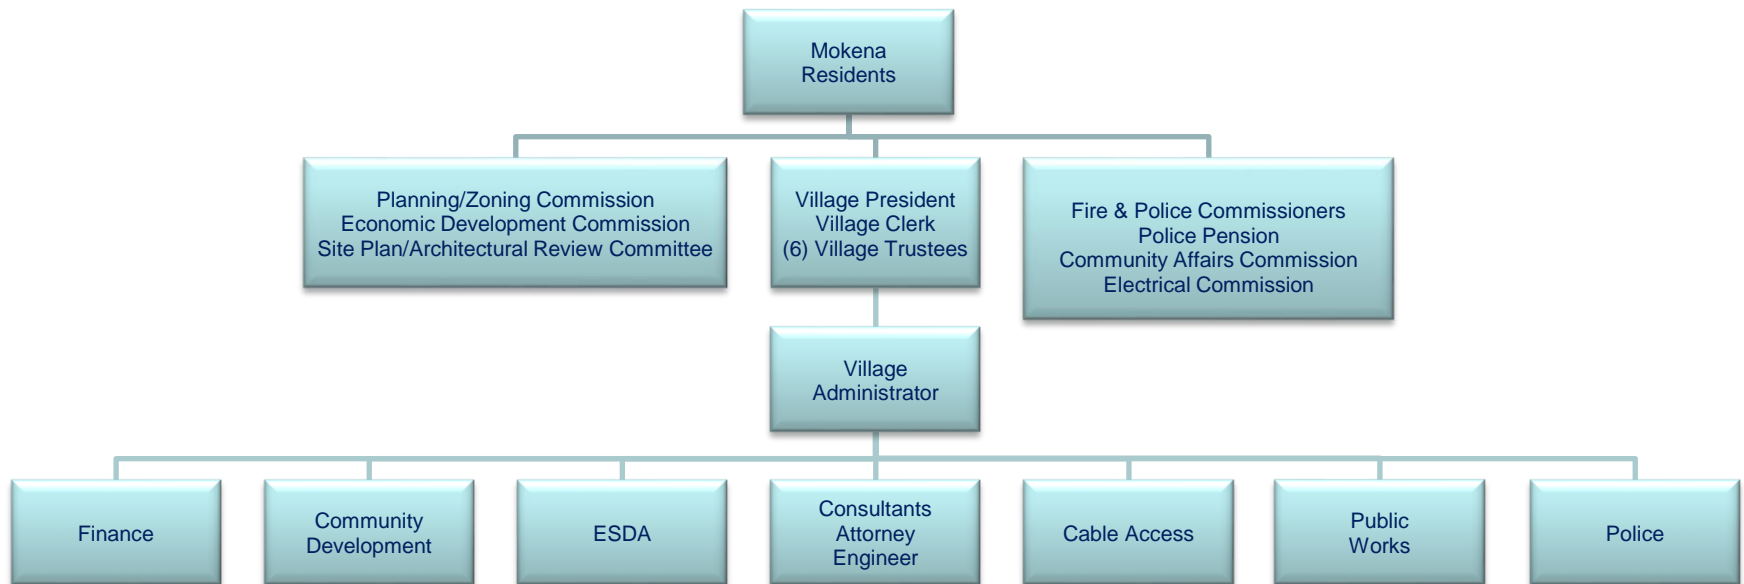 Mokena
Residents
Planning/Zoning Commission
Economic Development Commission
Site Plan/Architectural Review Committee
Village President
Village Clerk
(6) Village Trustees
Fire & Police Commissioners
Police Pension
Community Affairs Commission
Electrical Commission
Village
Administrator
Finance
Community
Development
ESDA
Consultants
Attorney
Engineer
Cable Access
Public
Works
Police